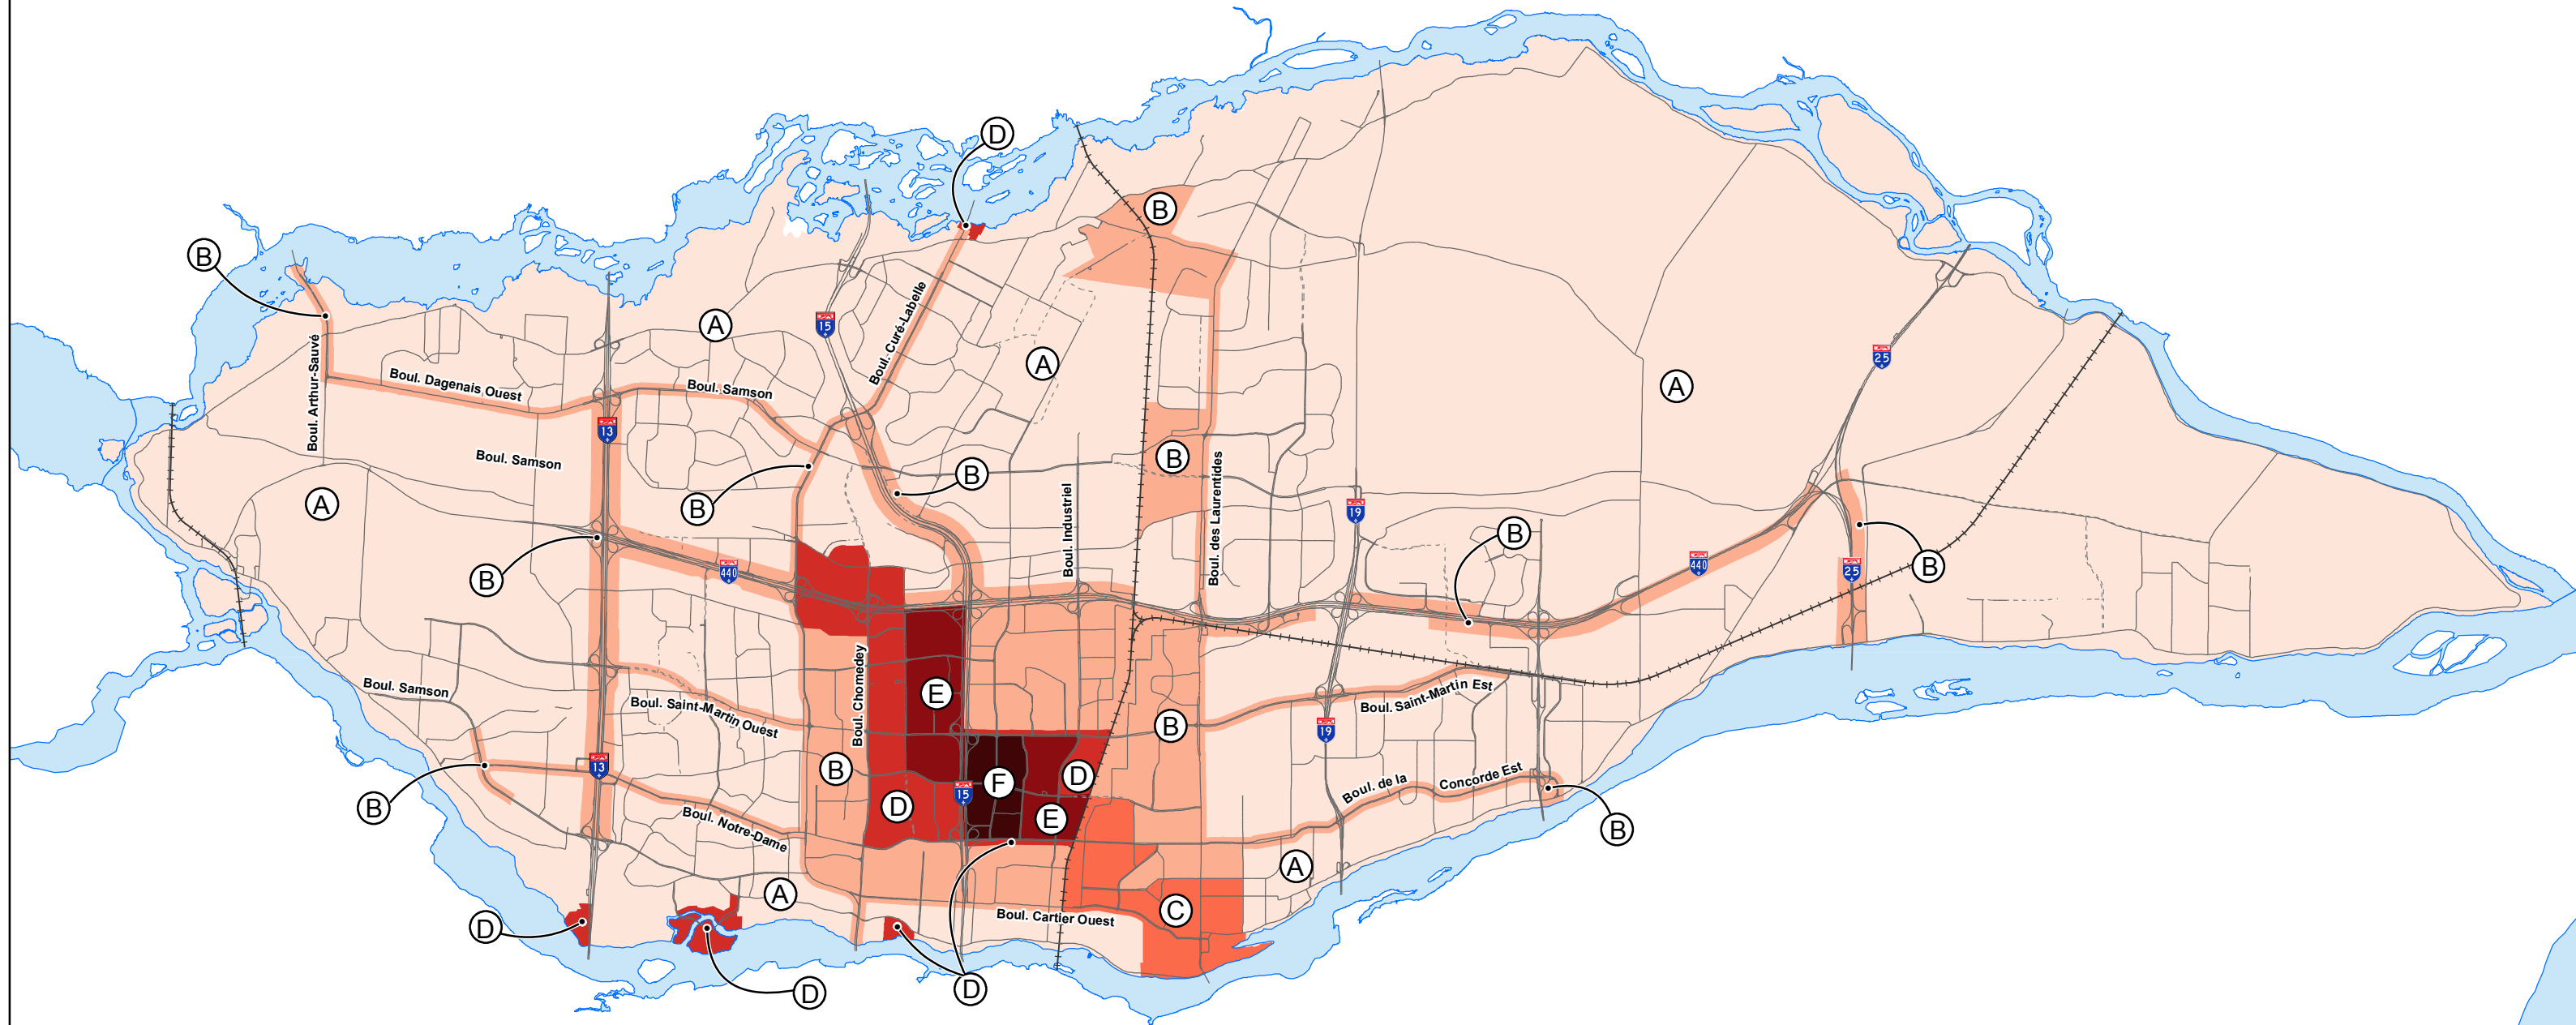 D
B
B
A
15
Boul. Curé-Labelle
Boul. Arthur-Sauvé
A
25
Boul. Dagenais Ouest
Boul. Samson
A
13
B
Boul. Samson
B
A
B
Boul. Industriel
Boul. des Laurentides
19
B
440
B
B
440
25
Boul. Samson
Boul. Chomedey
E
Boul. Saint-Martin Est
Boul. Saint-Martin Ouest
B
19
13
B
F
D
15
B
D
E
Boul. de la Concorde Est
B
Boul. Notre-Dame
A
A
C
Boul. Cartier Ouest
D
D
D